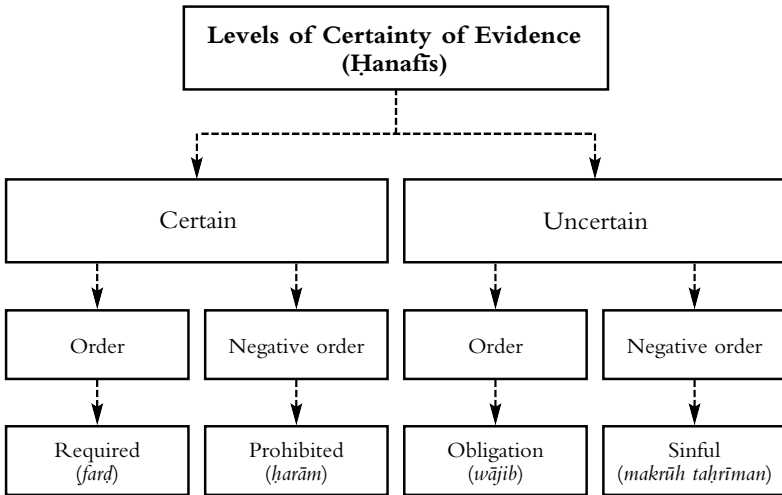 Levels of Certainty of Evidence
(Ḥanafīs)
Certain
Uncertain
Order
Negative order
Order
Negative order
Required
(farḍ)
Prohibited
(ḥarām)
Obligation
(wājib)
Sinful
(makrūh taḥrīman)